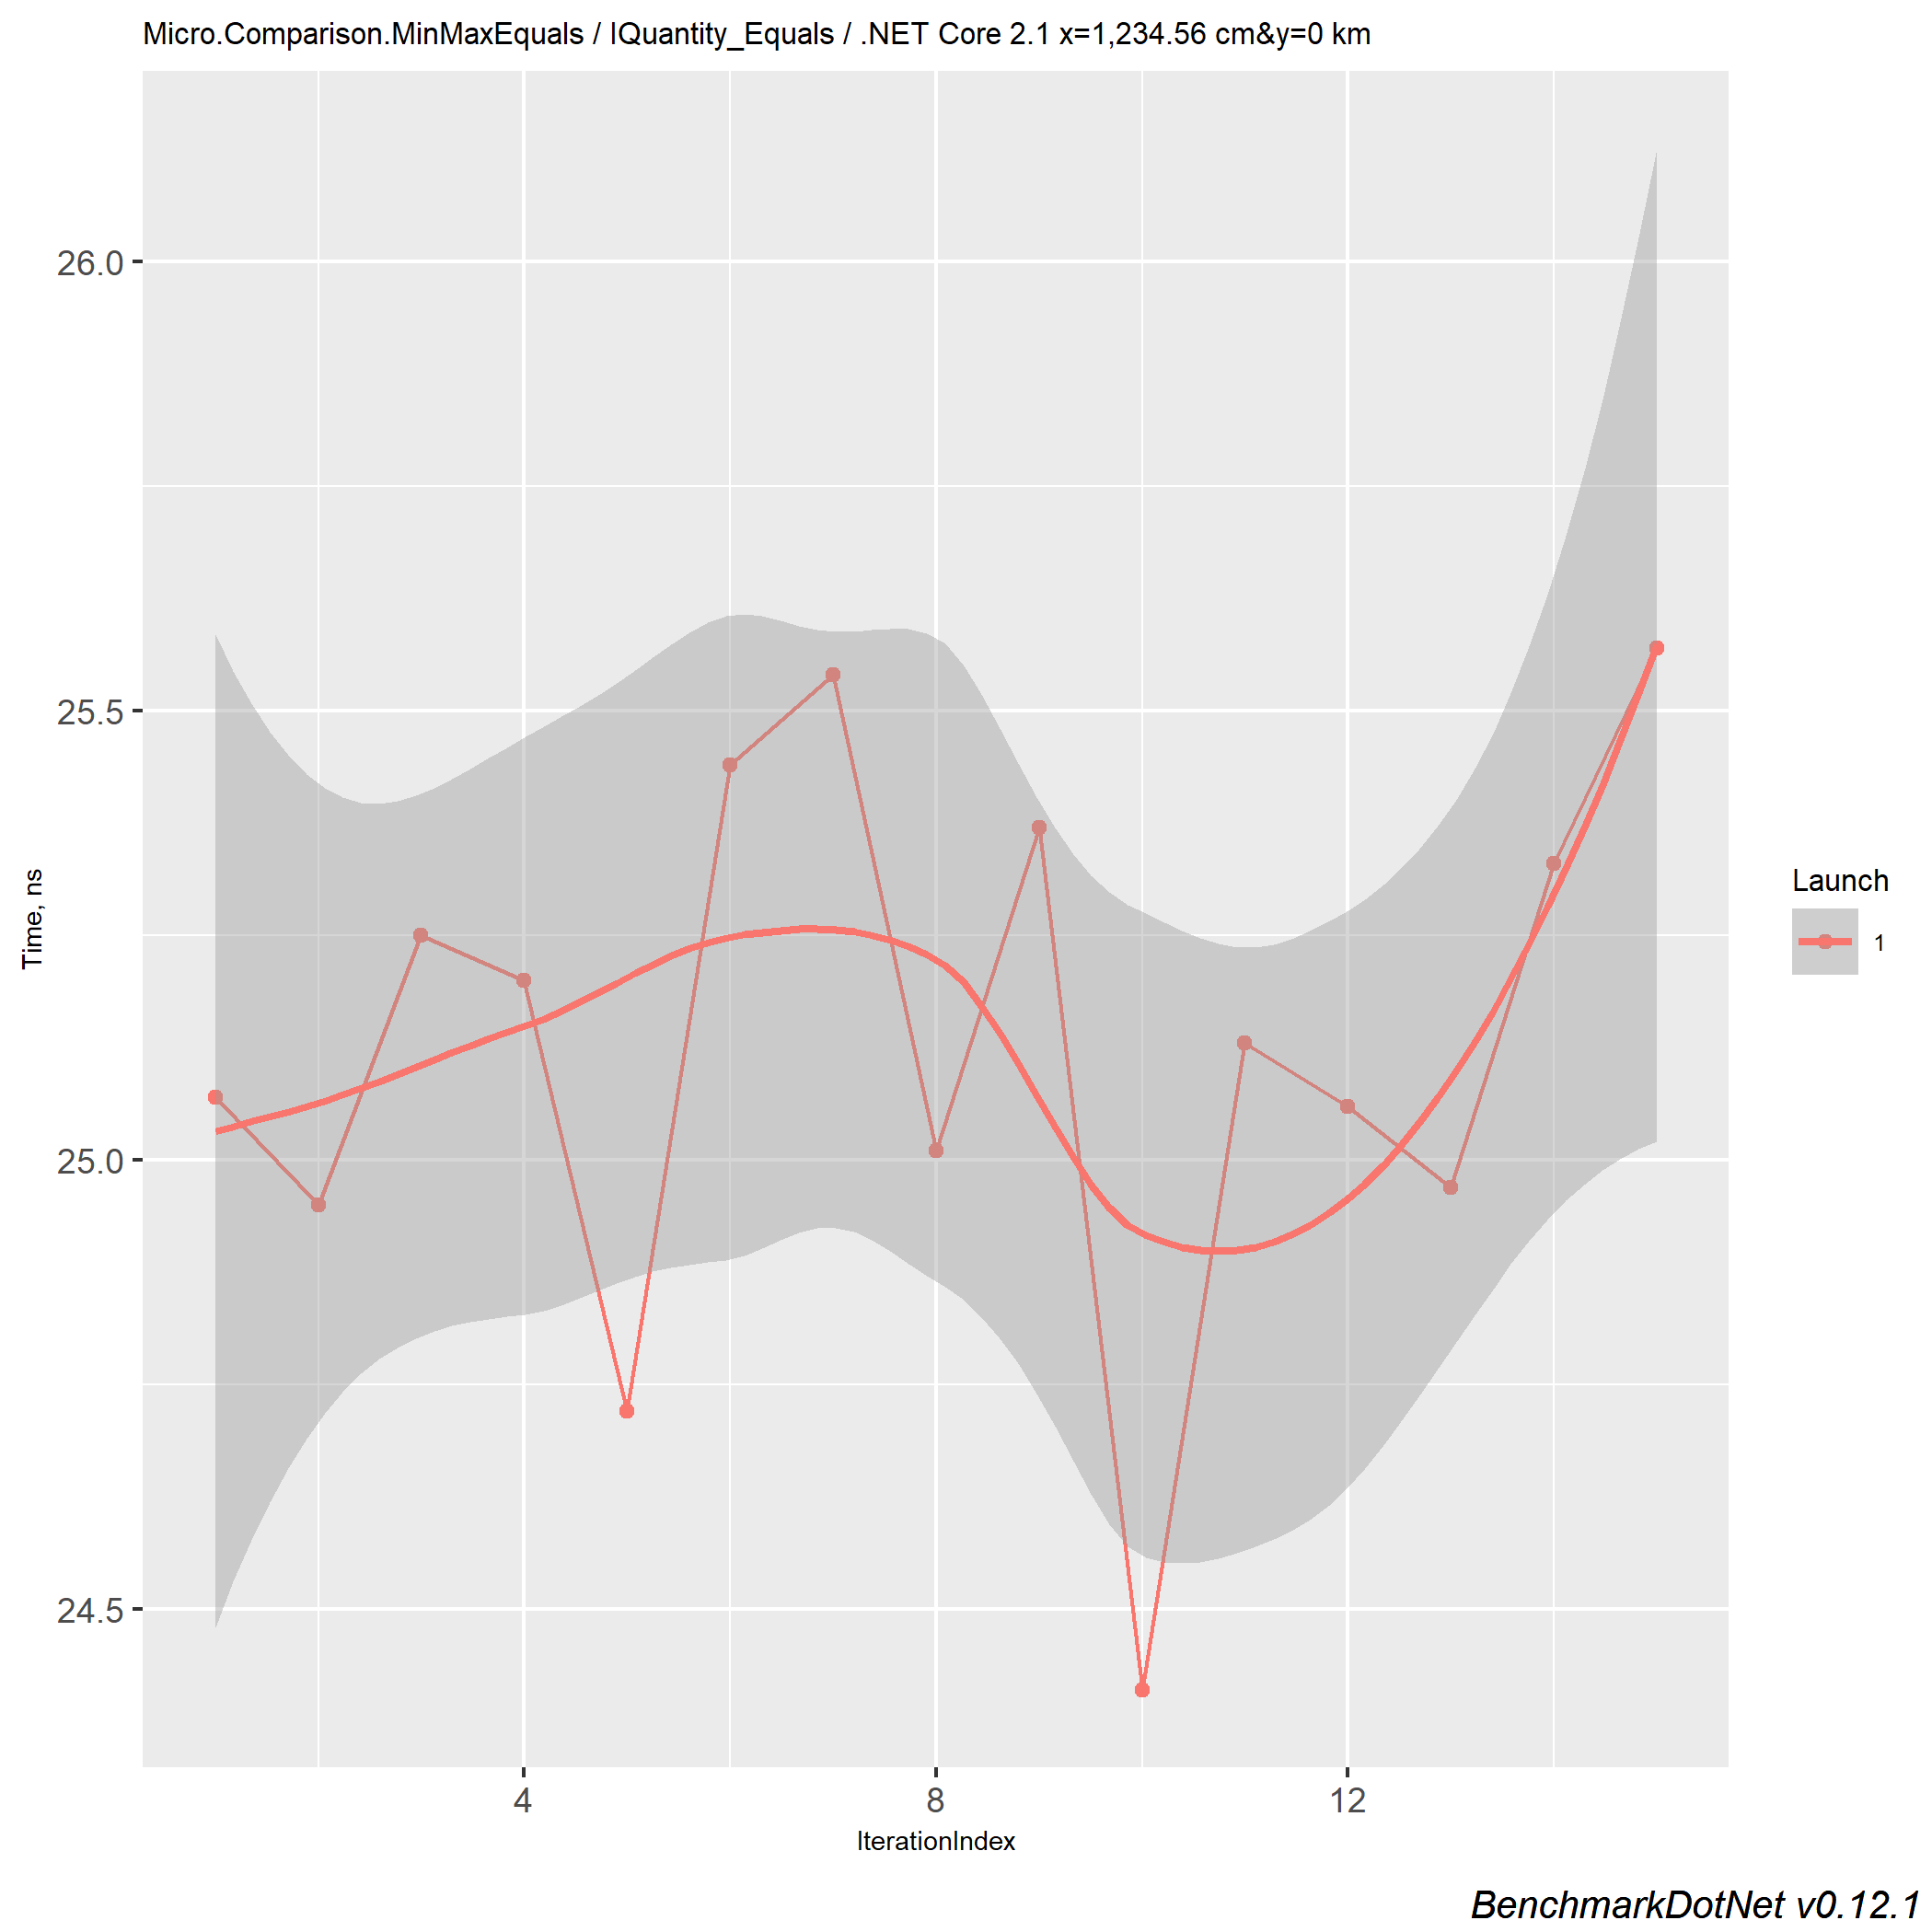 Micro.Comparison.MinMaxEquals / IQuantity_Equals / .NET Core 2.1 x=1,234.56 cm&y=0 km
26.0
25.5
25.0
24.5
Time, ns
4
8
12
IterationIndex
Launch
1
BenchmarkDotNet v0.12.1